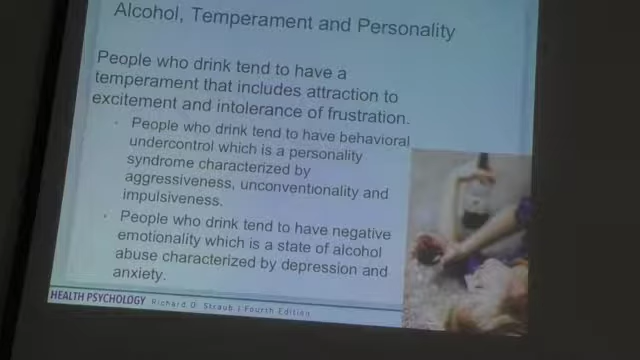 Alcohol, Temperament and Personality
People who drink tend to have a
temperament that includes attraction to
excitement and intolerance of frustration.
People who drink tend to have behavioral
undercontrol which is a personality
syndrome characterized by
aggressiveness, unconventionality and
impulsiveness.
People who drink tend to have negative
emotionality which is a state of alcohol
abuse characterized by depression and
anxiety.
HEALTH PSYCHOLOGY Richard O. Straub | Fourth Edition